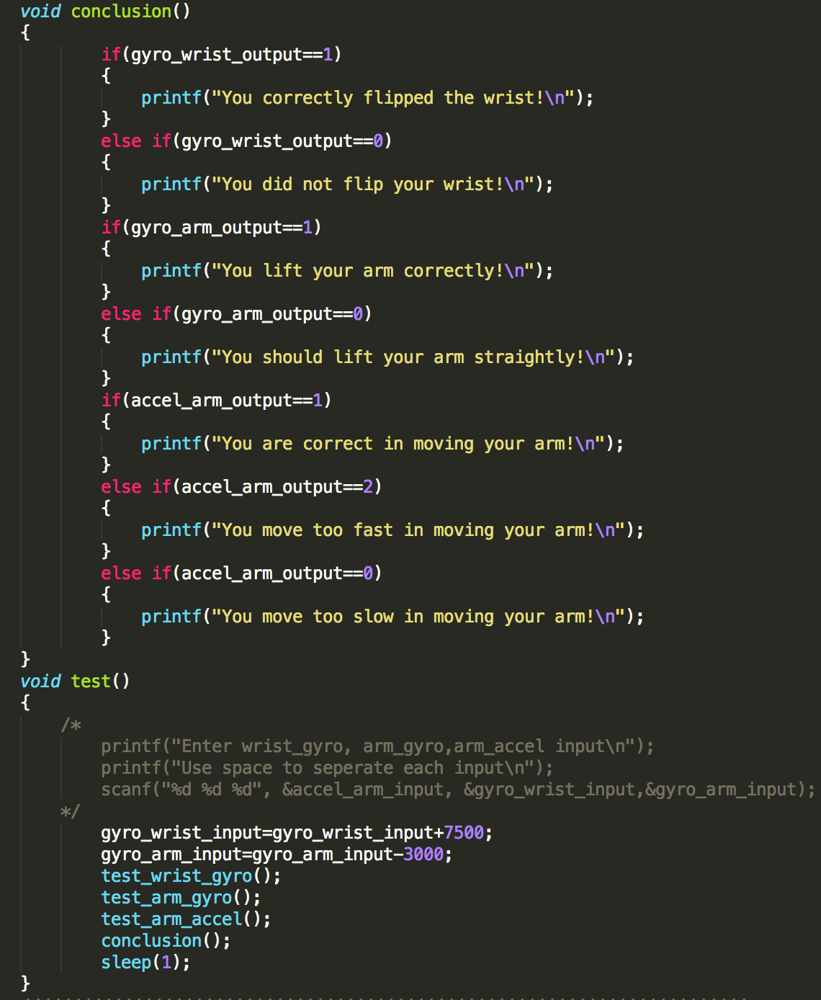 void conclusion()
{
if(gyro_wrist_output==1)
{
printf("You correctly flipped the wrist!\n");
}
else if(gyro_wrist_output==0)
{
printf("You did not flip your wrist!\n");
}
if(gyro_arm_output==1)
{
printf("You lift your arm correctly!\n");
}
else if(gyro_arm_output==0)
{
printf("You should lift your arm straightly!\n");
}
if(accel_arm_output==1)
{
printf("You are correct in moving your arm!\n");
}
else if(accel_arm_output==2)
{
printf("You move too fast in moving your arm!\n");
}
else if(accel_arm_output==0)
{
printf("You move too slow in moving your arm!\n");
}
}
void test()
{
/*
printf("Enter wrist_gyro, arm_gyro,arm_accel input\n");
printf("Use space to seperate each input\n");
scanf("%d %d %d", &accel_arm_input, &gyro_wrist_input,&gyro_arm_input);
*/
gyro_wrist_input=gyro_wrist_input+7500;
gyro_arm_input=gyro_arm_input-3000;
test_wrist_gyro();
test_arm_gyro();
test_arm_accel();
conclusion();
sleep(1);
}